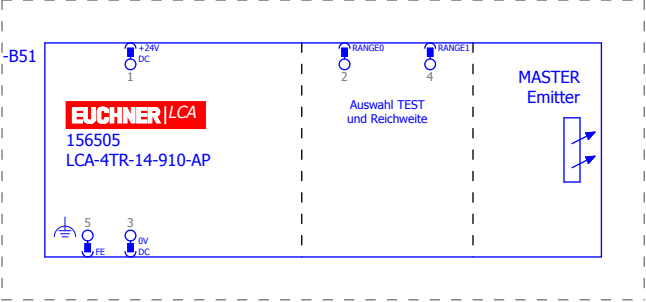 -B51
+24V
DC
1
RANGE0
2
RANGE1
4
MASTER
Emitter
Auswahl TEST
und Reichweite
EUCHNER LCA
156505
LCA-4TR-14-910-AP
5
FE
3
0V
DC